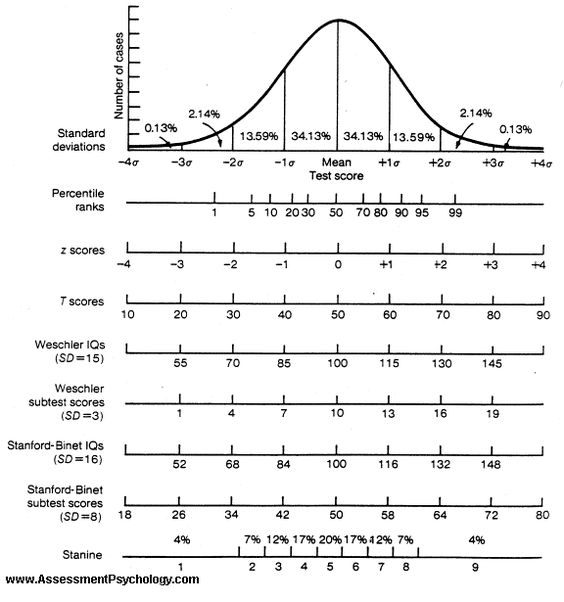 Number of cases
0.13% 2.14% 13.59% 34.13% 34.13% 13.59% 2.14% 0.13%
Standard
deviations
−4σ −3σ −2σ −1σ Mean +1σ +2σ +3σ +4σ
Test score
Percentile
ranks
1 5 10 20 30 50 70 80 90 95 99
z scores
−4 −3 −2 −1 0 +1 +2 +3 +4
T scores
10 20 30 40 50 60 70 80 90
Weschler IQs
(SD=15)
55 70 85 100 115 130 145
Weschler
subtest scores
(SD=3)
1 4 7 10 13 16 19
Stanford-Binet IQs
(SD=16)
52 68 84 100 116 132 148
Stanford-Binet
subtest scores
(SD=8)
18 26 34 42 50 58 64 72 80
4% 7% 12% 17% 20% 17% 12% 7% 4%
Stanine
1 2 3 4 5 6 7 8 9
www.AssessmentPsychology.com